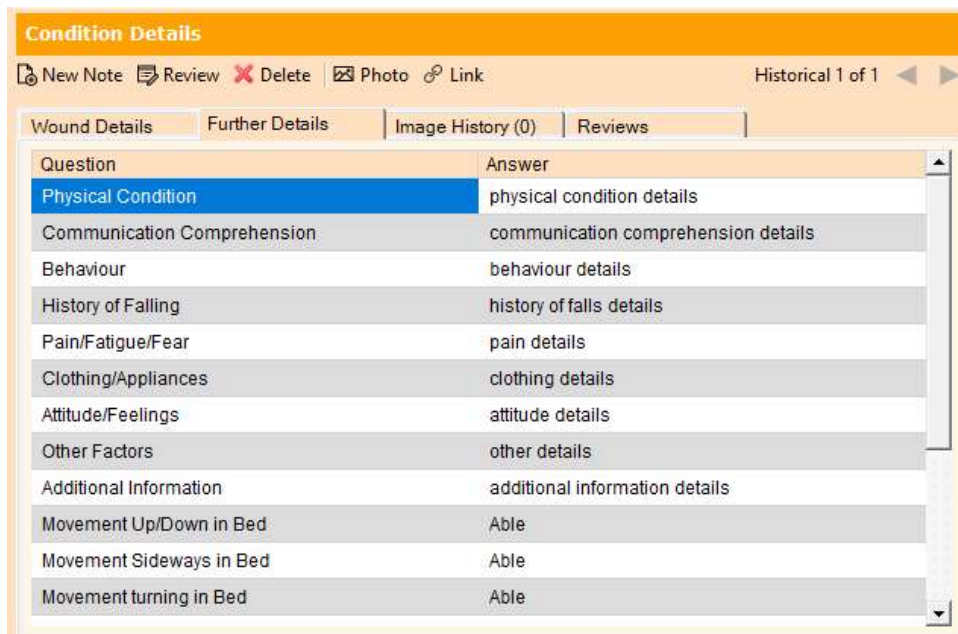 Condition Details
New Note Review Delete Photo Link Historical 1 of 1
Wound Details Further Details Image History (0) Reviews
Question Answer
Physical Condition physical condition details
Communication Comprehension communication comprehension details
Behaviour behaviour details
History of Falling history of falls details
Pain/Fatigue/Fear pain details
Clothing/Appliances clothing details
Attitude/Feelings attitude details
Other Factors other details
Additional Information additional information details
Movement Up/Down in Bed Able
Movement Sideways in Bed Able
Movement turning in Bed Able